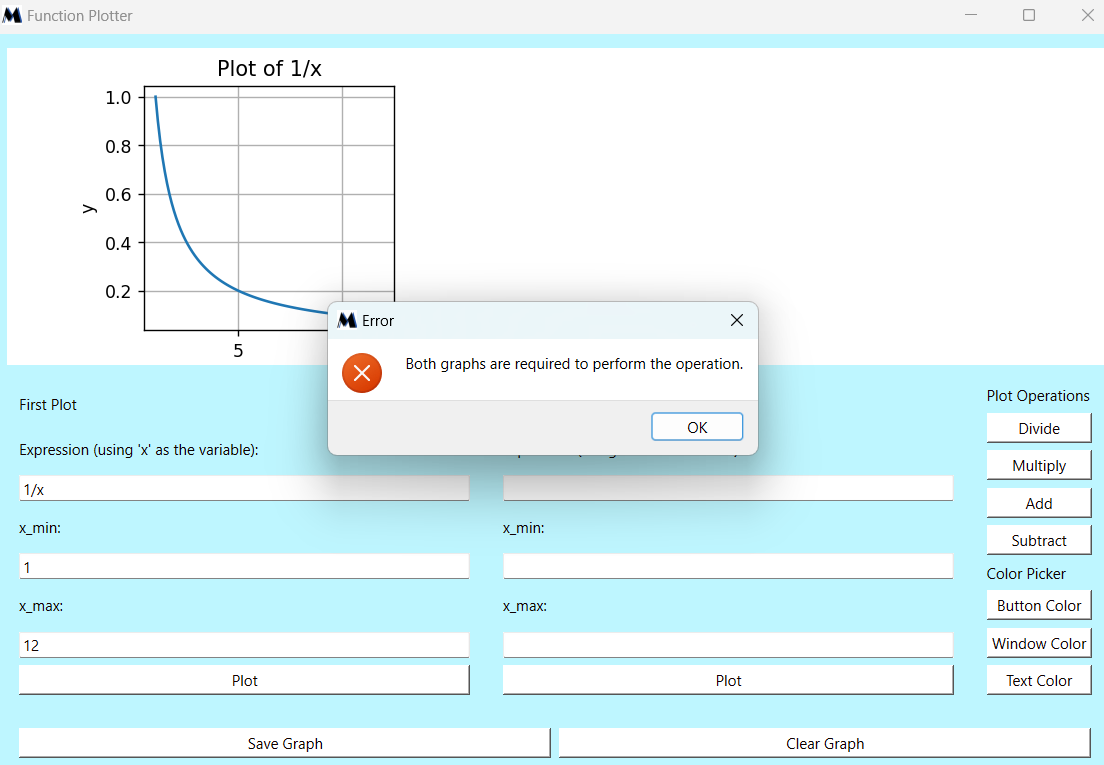 Function Plotter
Plot of 1/x
1.0
0.8
0.6
0.4
0.2
y
5
Error
Both graphs are required to perform the operation.
OK
First Plot
Expression (using 'x' as the variable):
1/x
x_min:
1
x_max:
12
Plot
x_min:
x_max:
Plot
Plot Operations
Divide
Multiply
Add
Subtract
Color Picker
Button Color
Window Color
Text Color
Save Graph
Clear Graph